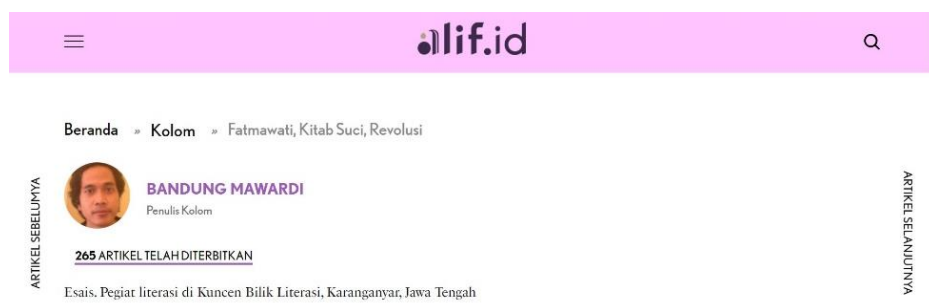 alif.id
Beranda » Kolom » Fatmawati, Kitab Suci, Revolusi
ARTIKEL SEBELUMYA
BANDUNG MAWARDI
Penulis Kolom
265 ARTIKEL TELAH DITERBITKAN
Esais. Pegiat literasi di Kuncen Bilik Literasi, Karanganyar, Jawa Tengah
ARTIKEL SELANJUTNYA